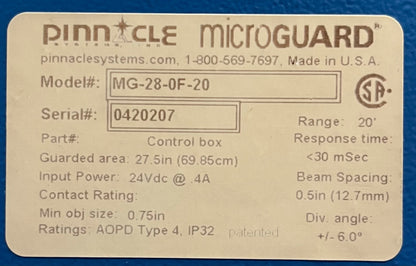 PINNACLE microGUARD®
SYSTEMS, INC
pinnaclesystems.com, 1-800-569-7697, Made in U.S.A.
Model#: MG-28-0F-20
SA
Serial#: 0420207
Range: 20'
Part#: Control box
Response time:
Guarded area: 27.5in (69.85cm)
<30 mSec
Input Power: 24Vdc @ .4A
Beam Spacing:
Contact Rating:
0.5in (12.7mm)
Min obj size: 0.75in
Div. angle:
Ratings: AOPD Type 4, IP32 patented
+/- 6.0°